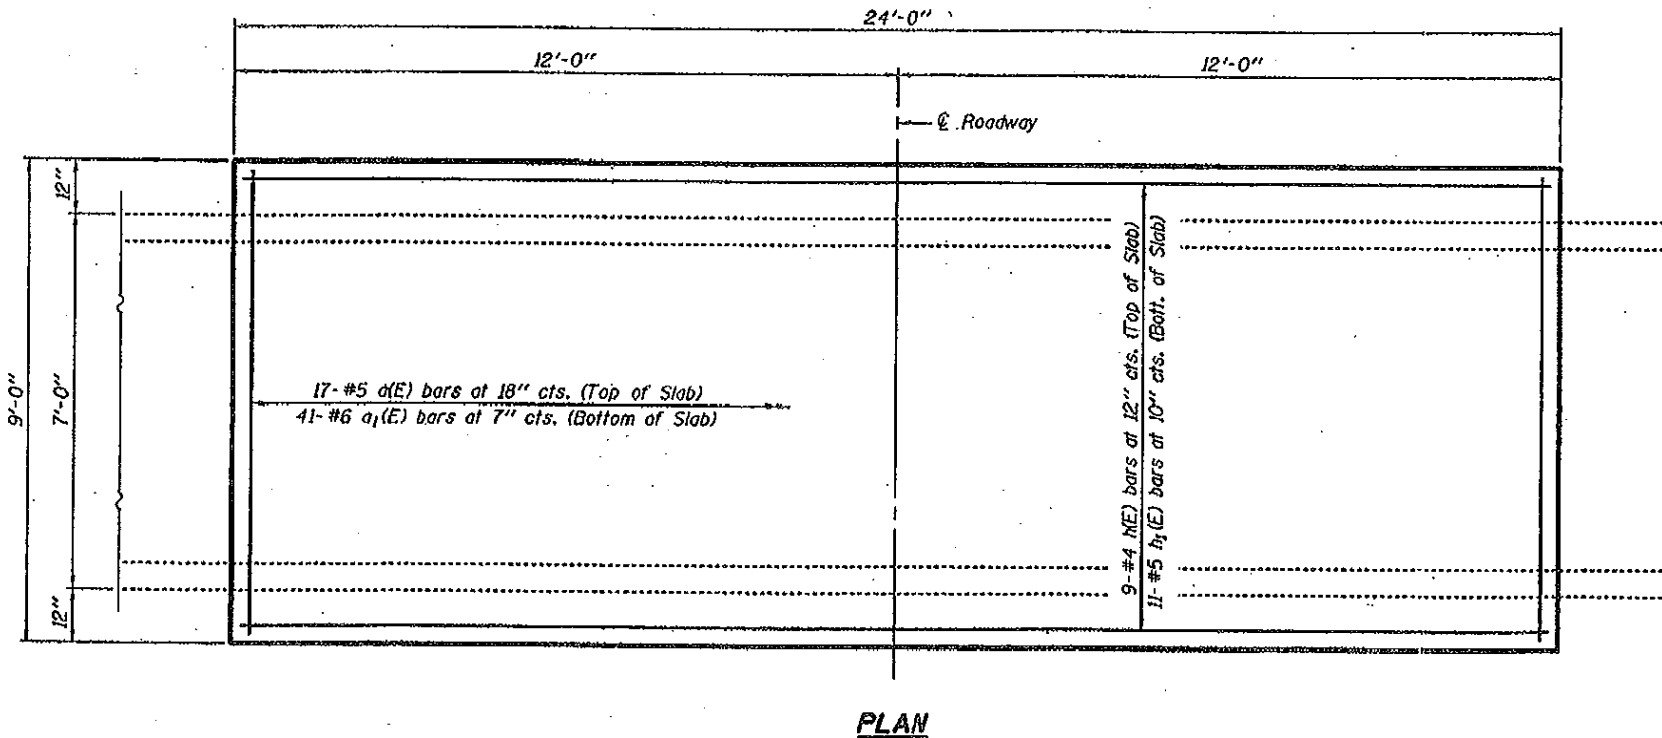 24'-0"
12'-0"
12'-0"
℄ Roadway
12"
7'-0"
9'-0"
12"
17-#5 a(E) bars at 18" cts. (Top of Slab)
41-#6 a₁(E) bars at 7" cts. (Bottom of Slab)
9-#4 h(E) bars at 12" cts. (Top of Slab)
11-#5 h₁(E) bars at 10" cts. (Bott. of Slab)
PLAN